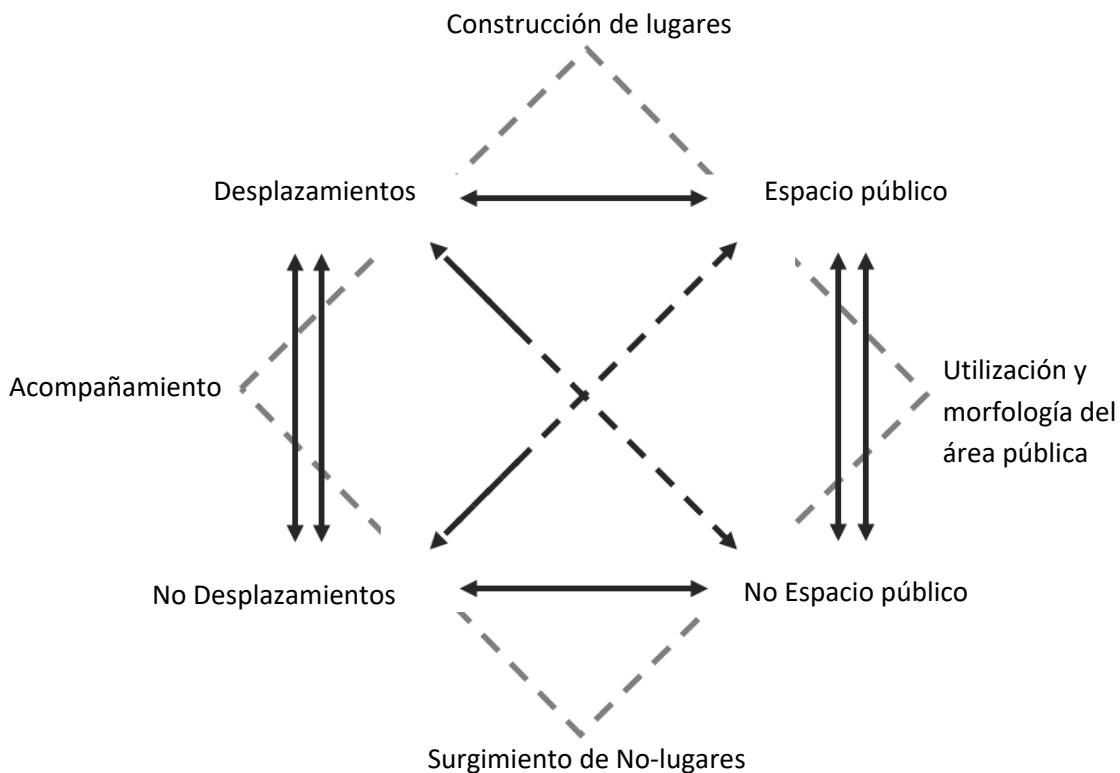 Construcción de lugares
Desplazamientos
Espacio público
Acompañamiento
Utilización y
morfología del
área pública
No Desplazamientos
No Espacio público
Surgimiento de No-lugares